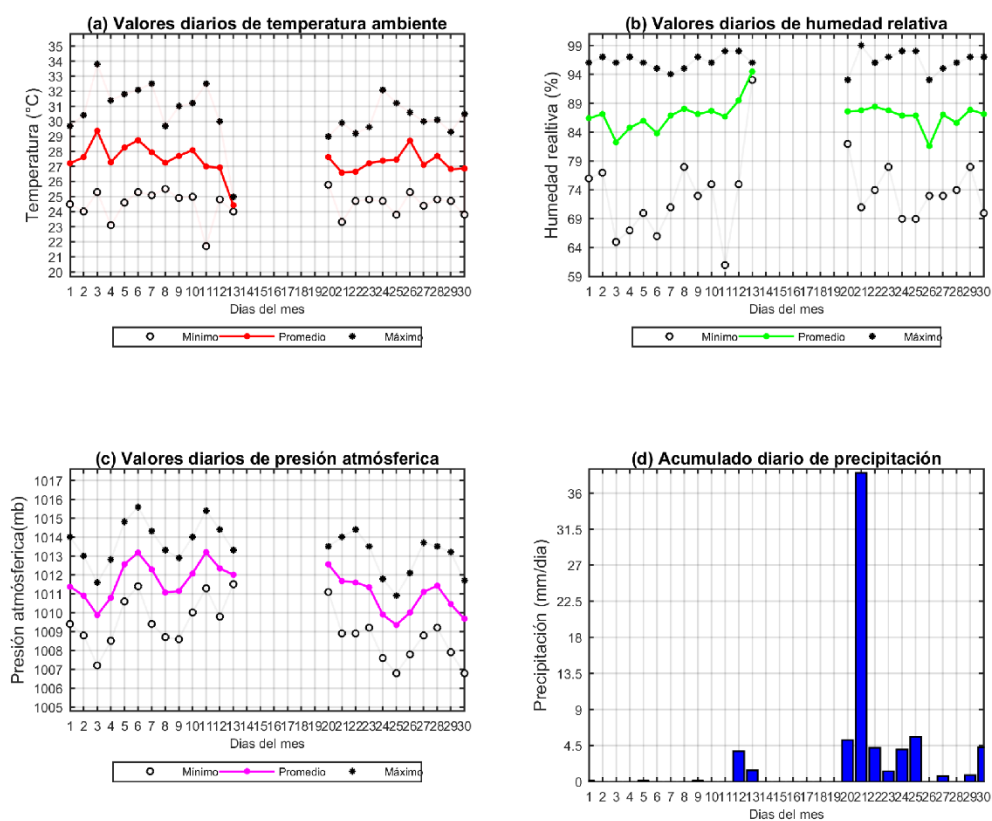 (a) Valores diarios de temperatura ambiente
35
34
33
32
31
30
29
28
27
26
25
24
23
22
21
20
Temperatura (°C)
1 2 3 4 5 6 7 8 9 10 11 12 13 14 15 16 17 18 19 20 21 22 23 24 25 26 27 28 29 30
Dias del mes
Minimo Promedio Máximo
(b) Valores diarios de humedad relativa
99
94
89
84
79
74
69
64
59
Humedad realtiva (%)
1 2 3 4 5 6 7 8 9 10 11 12 13 14 15 16 17 18 19 20 21 22 23 24 25 26 27 28 29 30
Dias del mes
Minimo Promedio Máximo
(c) Valores diarios de presión atmósferica
1017
1016
1015
1014
1013
1012
1011
1010
1009
1008
1007
1006
1005
Presión atmósferica(mb)
1 2 3 4 5 6 7 8 9 10 11 12 13 14 15 16 17 18 19 20 21 22 23 24 25 26 27 28 29 30
Dias del mes
Minimo Promedio Máximo
(d) Acumulado diario de precipitación
36
31.5
27
22.5
18
13.5
9
4.5
0
Precipitación (mm/dia)
1 2 3 4 5 6 7 8 9 10 11 12 13 14 15 16 17 18 19 20 21 22 23 24 25 26 27 28 29 30
Dias del mes